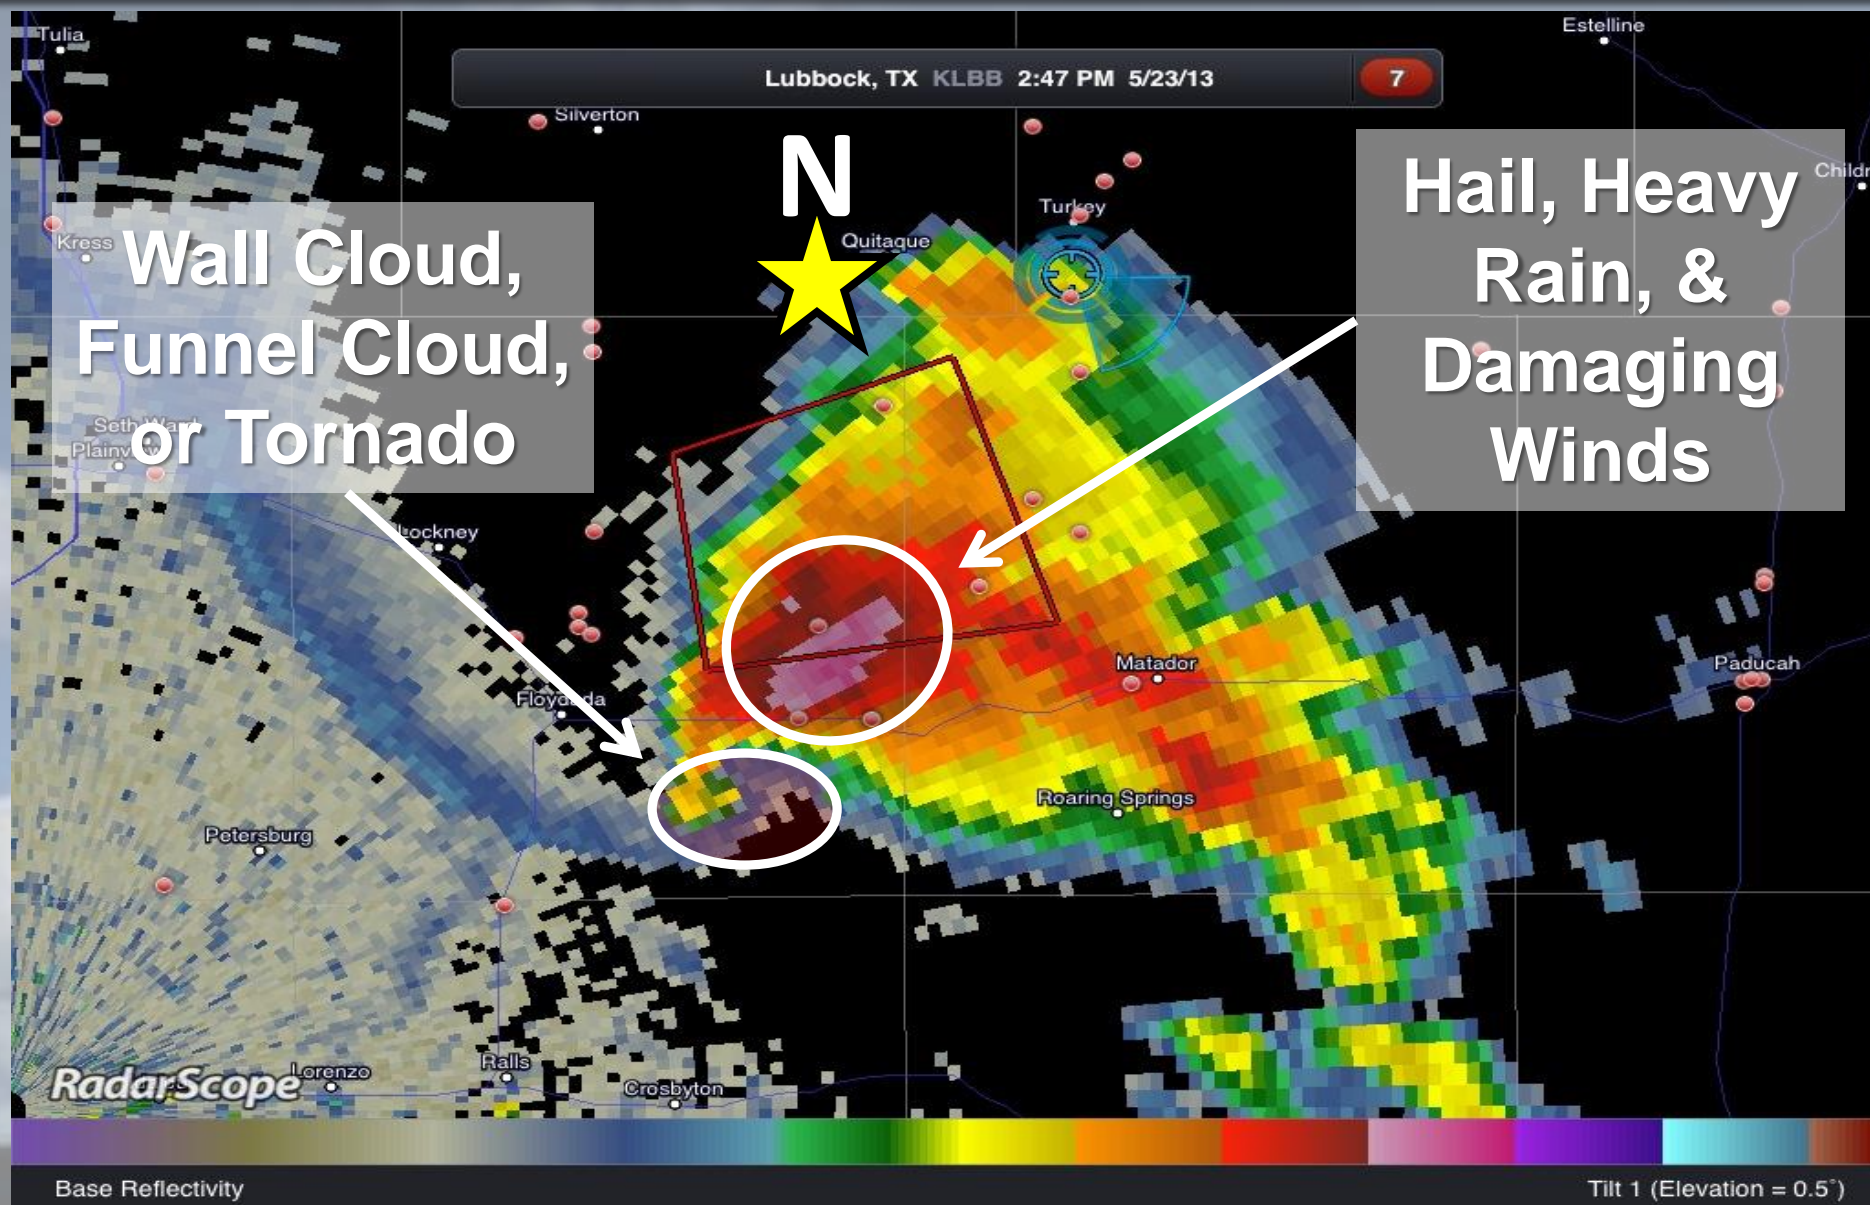 Tulia
Estelline
Lubbock, TX KLBB 2:47 PM 5/23/13
7
Silverton
N
Hail, Heavy
Rain, &
Damaging
Winds
Childr
Turkey
Quitaque
Kress
Wall Cloud,
Funnel Cloud,
or Tornado
Seth Ward
Plainview
Lockney
Floydada
Matador
Paducah
Roaring Springs
Petersburg
Ralls
Lorenzo
Crosbyton
RadarScope
Base Reflectivity
Tilt 1 (Elevation = 0.5°)